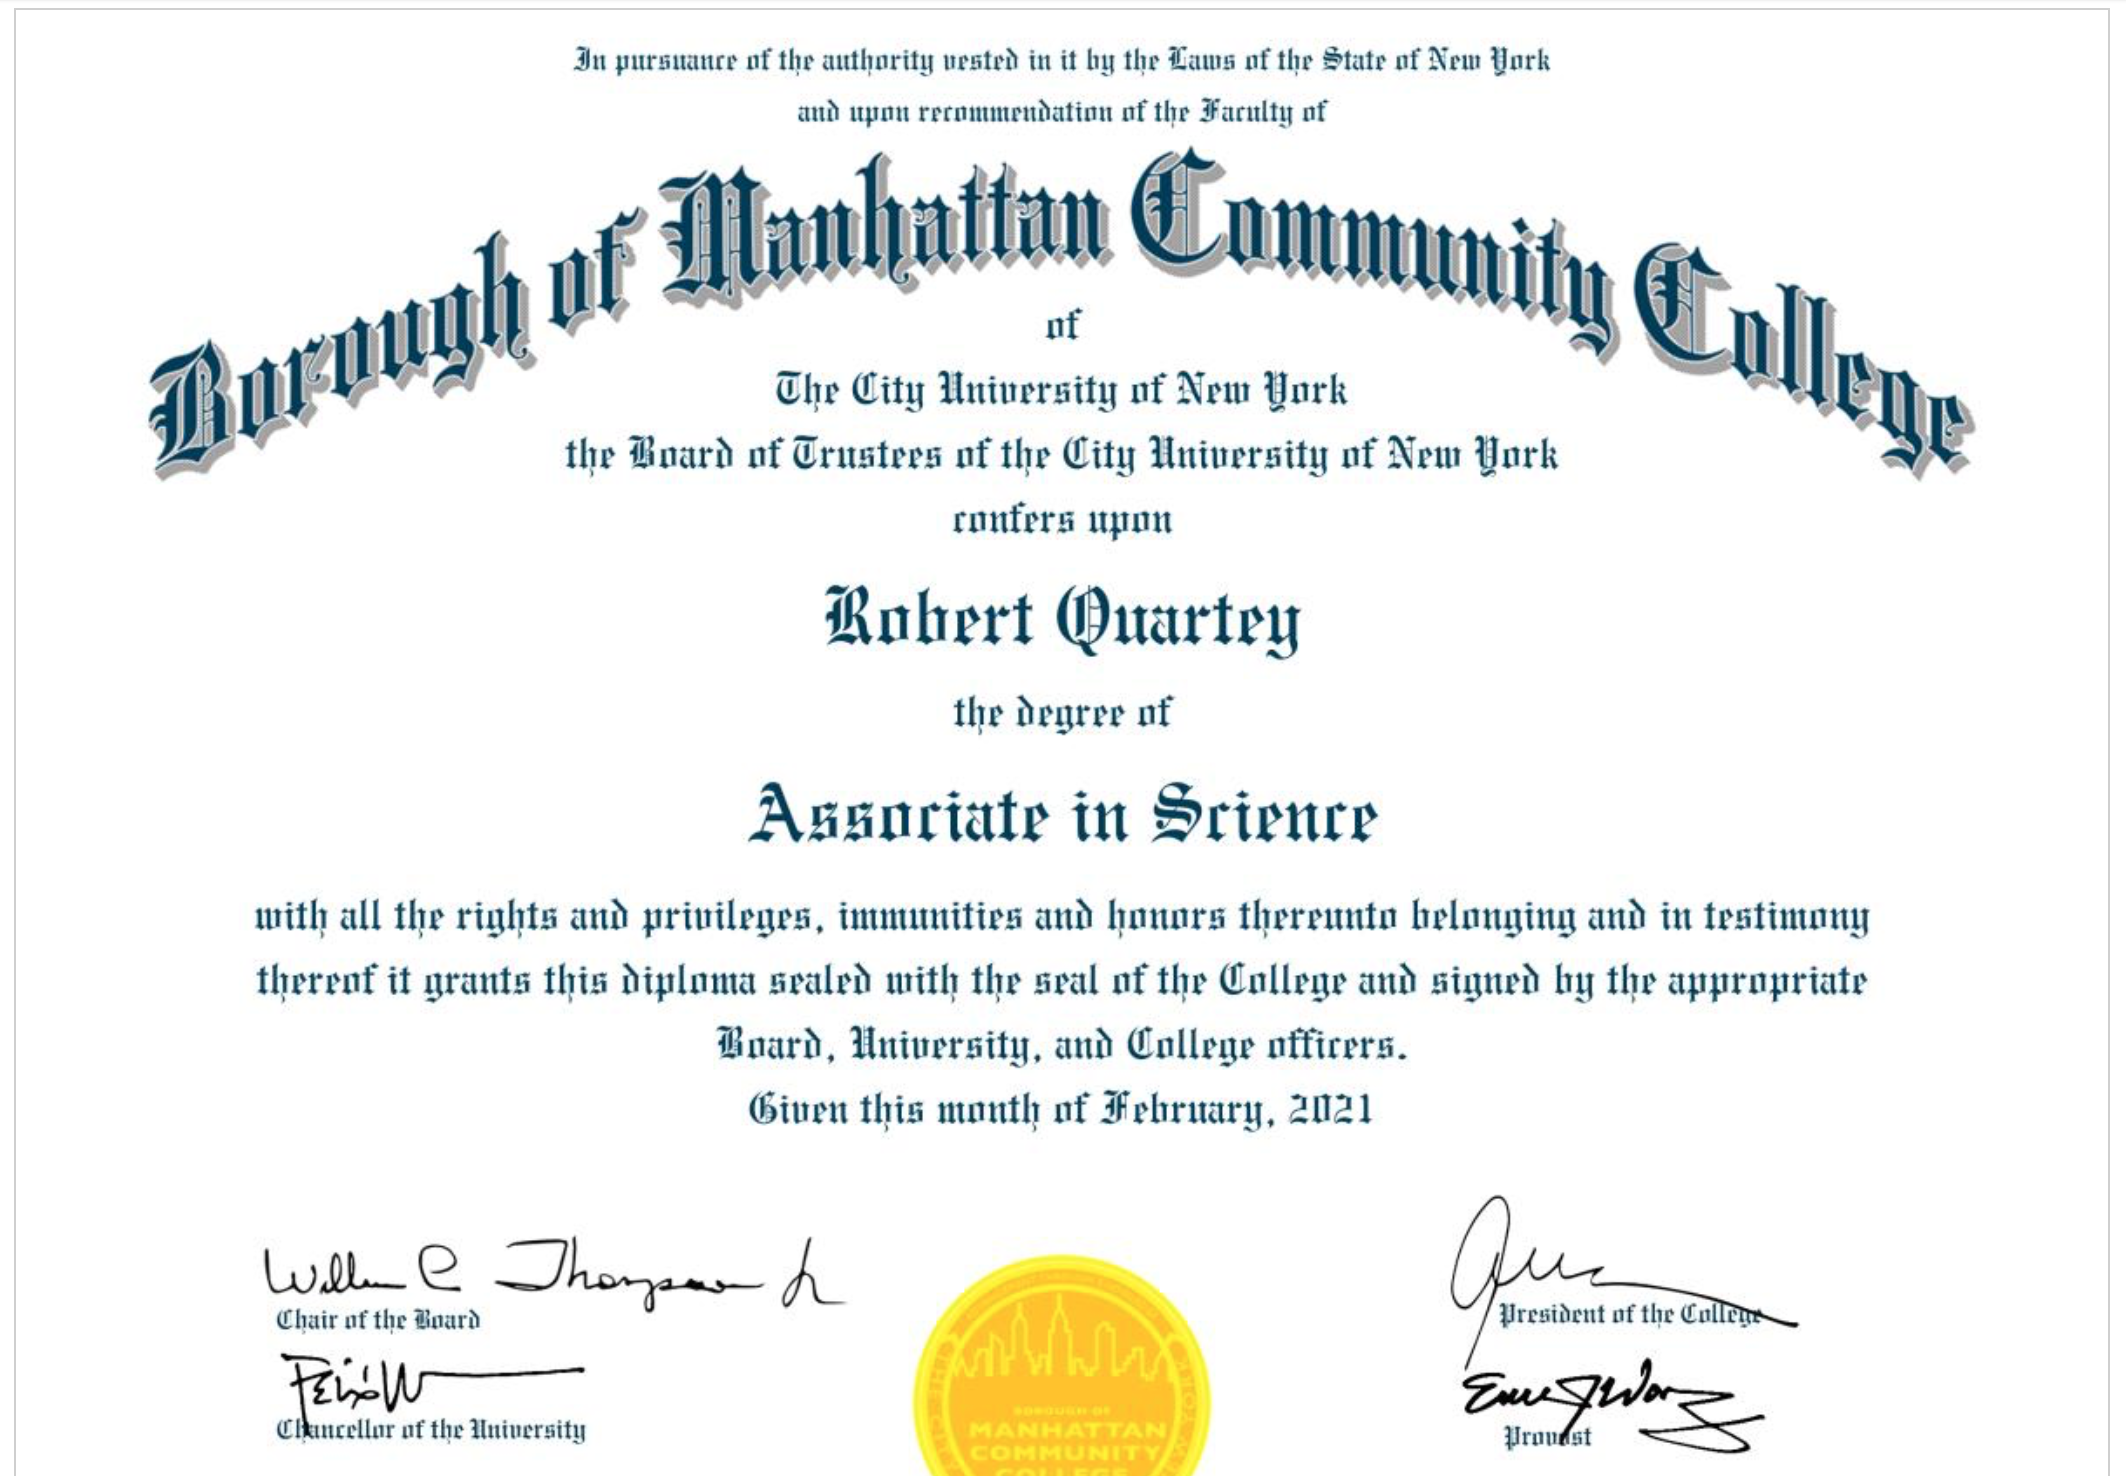 In pursuance of the authority vested in it by the Laws of the State of New York
and upon recommendation of the Faculty of
Borough of Manhattan Community College
of
The City University of New York
the Board of Trustees of the City University of New York
confers upon
Robert Quartey
the degree of
Associate in Science
with all the rights and privileges, immunities and honors thereunto belonging and in testimony
thereof it grants this diploma sealed with the seal of the College and signed by the appropriate
Board, University, and College officers.
Given this month of February, 2021
William C Thompson Jr
Chair of the Board
Chancellor of the University
President of the College
Provost
BOROUGH OF
MANHATTAN
COMMUNITY
COLLEGE